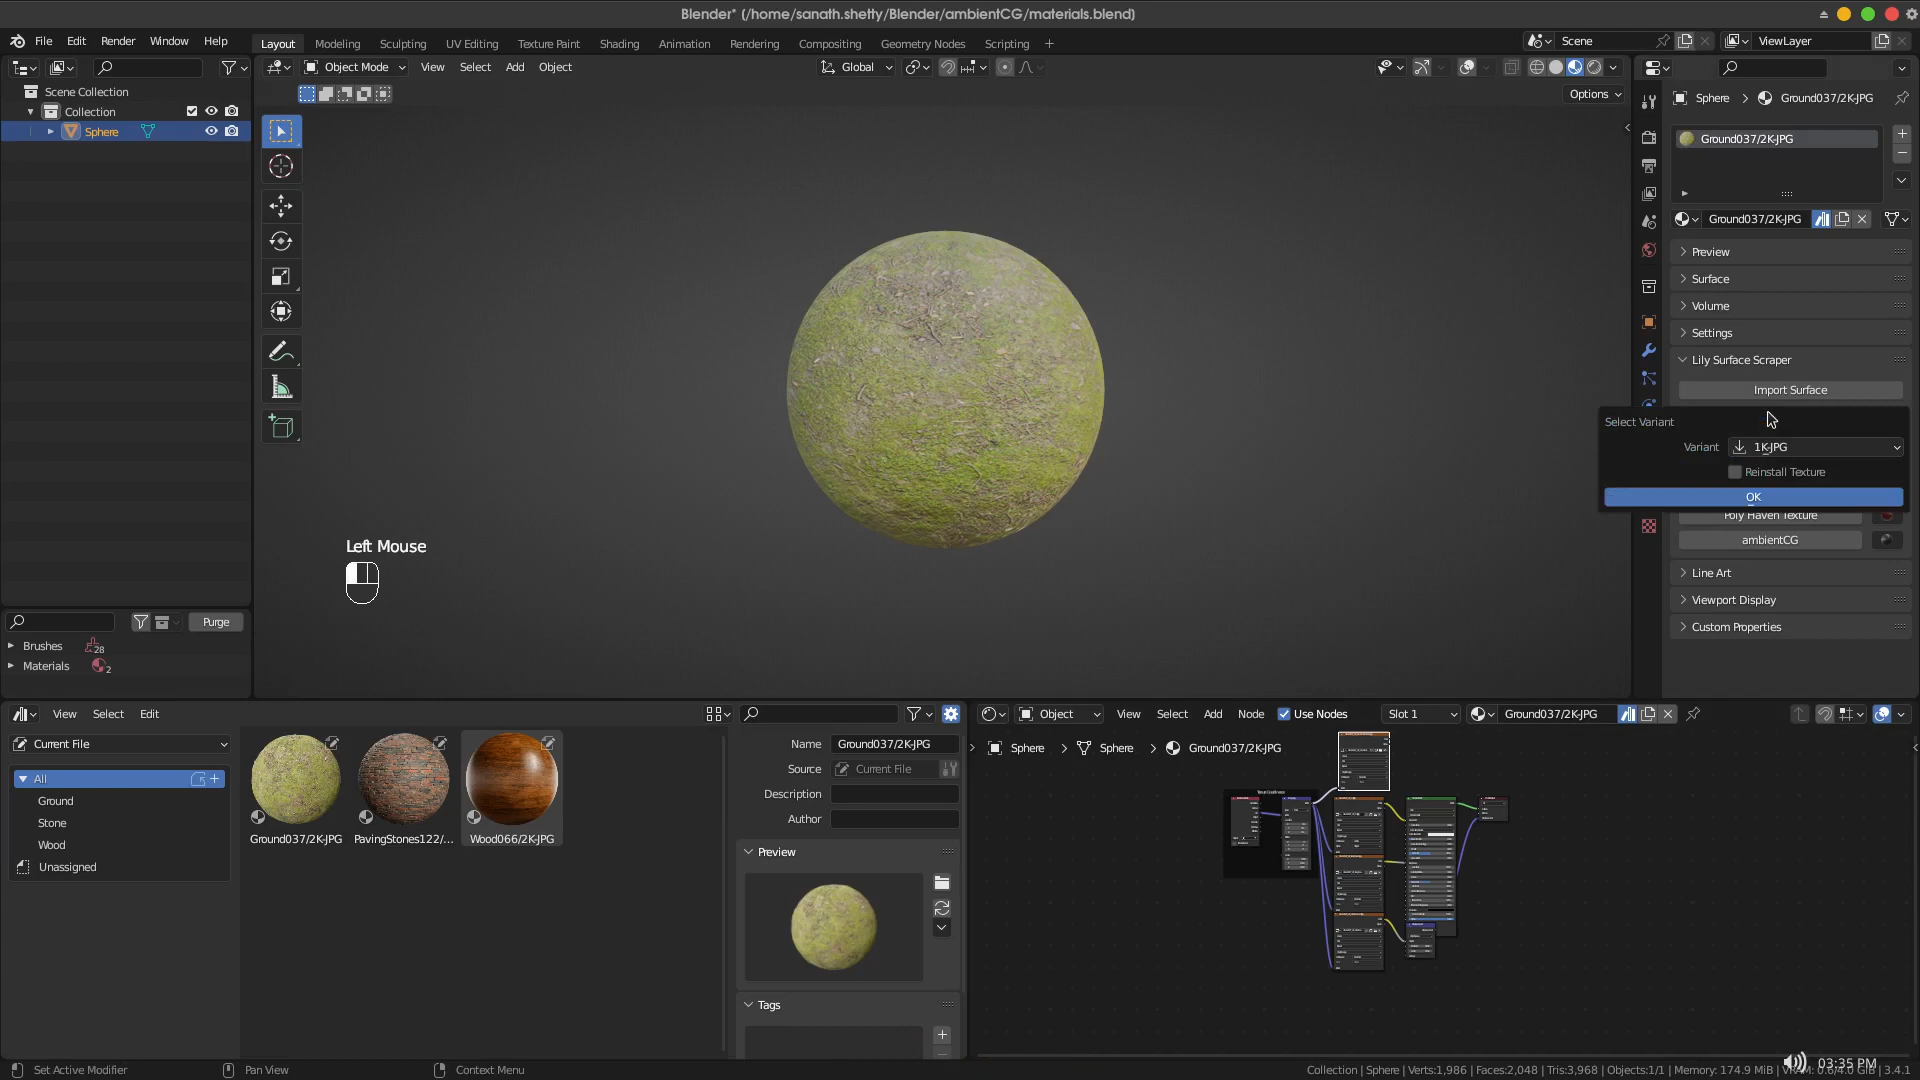 Blender* [/home/sanath.shetty/Blender/ambientCG/materials.blend]
File Edit Render Window Help
Layout Modeling Sculpting UV Editing Texture Paint Shading Animation Rendering Compositing Geometry Nodes Scripting +
Scene
ViewLayer
Object Mode View Select Add Object
Global
Options
Scene Collection
Collection
Sphere
Sphere > Ground037/2K-JPG
Ground037/2K-JPG
Ground037/2K-JPG
Preview
Surface
Volume
Settings
Lily Surface Scraper
Import Surface
Select Variant
Variant 1K-JPG
Reinstall Texture
OK
Poly Haven Texture
ambientCG
Line Art
Viewport Display
Custom Properties
Left Mouse
Purge
Brushes 28
Materials 2
View Select Edit
Current File
All
Ground
Stone
Wood
Unassigned
Ground037/2K-JPG
PavingStones122/...
Wood066/2K-JPG
Name Ground037/2K-JPG
Source Current File
Description
Author
Preview
Tags
Object View Select Add Node Use Nodes Slot 1 Ground037/2K-JPG
Sphere > Sphere > Ground037/2K-JPG
Set Active Modifier
Pan View
Context Menu
Collection | Sphere | Verts:1,986 | Faces:2,048 | Tris:3,968 | Objects:1/1 | Memory: 174.9 MiB | VRAM: 0.0/4.0 GiB | 3.4.1
03:35 PM